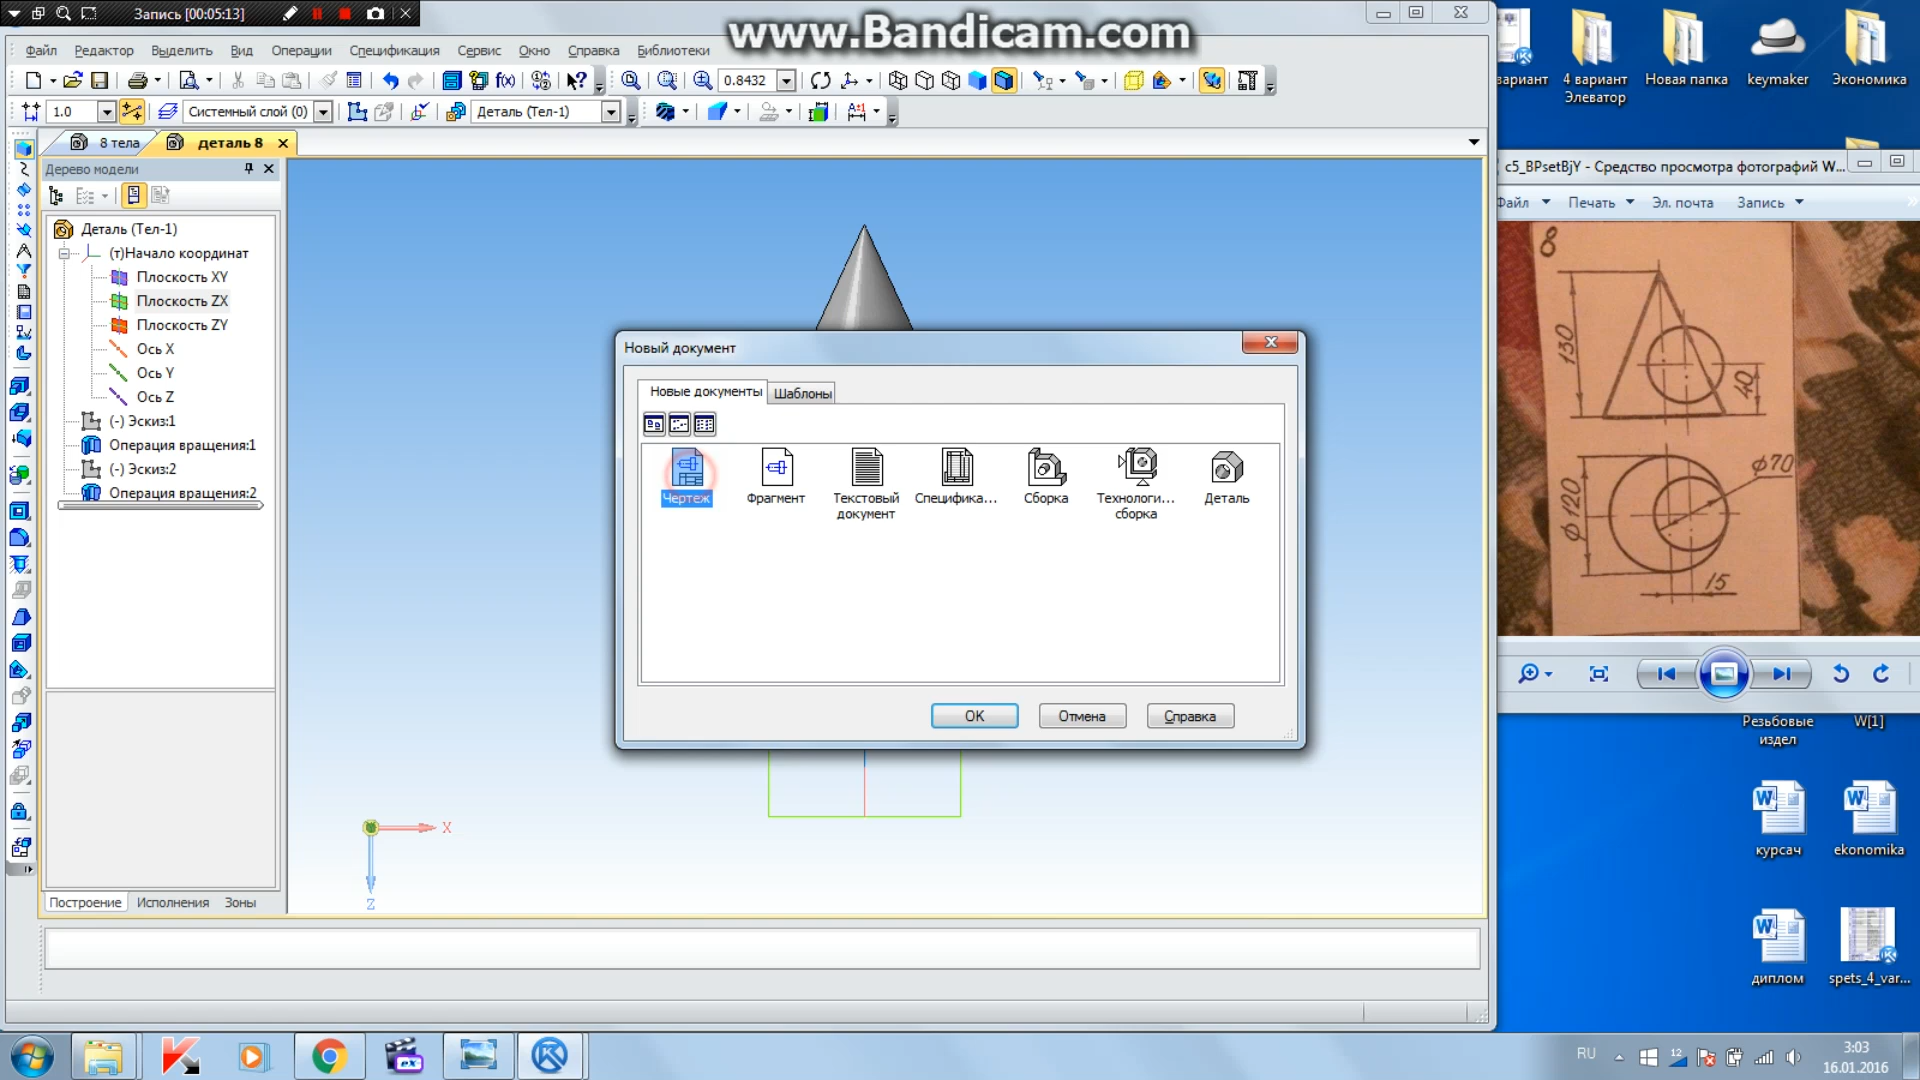 Запись [00:05:13]
www.Bandicam.com
Файл Редактор Выделить Вид Операции Спецификация Сервис Окно Справка Библиотеки
0.8432
1.0 Системный слой (0) Деталь (Тел-1)
8 тела деталь 8
Дерево модели
Деталь (Тел-1)
(т)Начало координат
Плоскость XY
Плоскость ZX
Плоскость ZY
Ось X
Ось Y
Ось Z
(-) Эскиз:1
Операция вращения:1
(-) Эскиз:2
Операция вращения:2
Построение Исполнения Зоны
X
Z
Новый документ
Новые документы Шаблоны
Чертеж Фрагмент Текстовый документ Специфика... Сборка Технологи... сборка Деталь
OK Отмена Справка
вариант
4 вариант
Элеватор
Новая папка
keymaker
Экономика
c5_BPsetBjY - Средство просмотра фотографий W...
Файл Печать Эл. почта Запись
8
130
40
ф70
ф120
15
Резьбовые
издел
W[1]
курсач
ekonomika
диплом
spets_4_var...
RU
12
3:03
16.01.2016